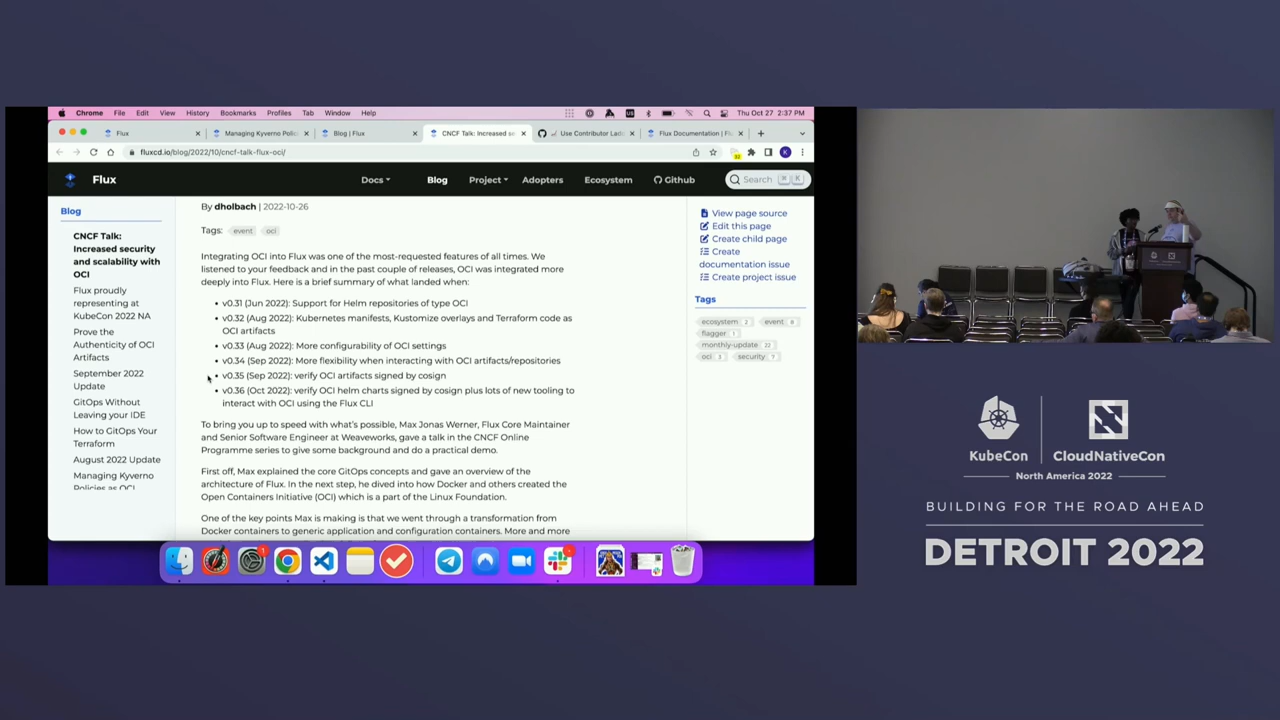 Chrome File Edit View History Bookmarks Profiles Tab Window Help
Thu Oct 27 2:37 PM
Flux
Managing Kyverno Polic
Blog | Flux
CNCF Talk: Increased se
Use Contributor Lad
Flux Documentation | Fl
fluxcd.io/blog/2022/10/cncf-talk-flux-oci/
Flux
Docs
Blog
Project
Adopters
Ecosystem
Github
Search
K
Blog
CNCF Talk:
Increased security
and scalability with
OCI
Flux proudly
representing at
KubeCon 2022 NA
Prove the
Authenticity of OCI
Artifacts
September 2022
Update
GitOps Without
Leaving your IDE
How to GitOps Your
Terraform
August 2022 Update
Managing Kyverno
Policies as OCI
By dholbach | 2022-10-26
Tags: event oci
Integrating OCI into Flux was one of the most-requested features of all times. We
listened to your feedback and in the past couple of releases, OCI was integrated more
deeply into Flux. Here is a brief summary of what landed when:
• v0.31 (Jun 2022): Support for Helm repositories of type OCI
• v0.32 (Aug 2022): Kubernetes manifests, Kustomize overlays and Terraform code as
OCI artifacts
• v0.33 (Aug 2022): More configurability of OCI settings
• v0.34 (Sep 2022): More flexibility when interacting with OCI artifacts/repositories
• v0.35 (Sep 2022): verify OCI artifacts signed by cosign
• v0.36 (Oct 2022): verify OCI helm charts signed by cosign plus lots of new tooling to
interact with OCI using the Flux CLI
To bring you up to speed with what's possible, Max Jonas Werner, Flux Core Maintainer
and Senior Software Engineer at Weaveworks, gave a talk in the CNCF Online
Programme series to give some background and do a practical demo.
First off, Max explained the core GitOps concepts and gave an overview of the
architecture of Flux. In the next step, he dived into how Docker and others created the
Open Containers Initiative (OCI) which is a part of the Linux Foundation.
One of the key points Max is making is that we went through a transformation from
Docker containers to generic application and configuration containers. More and more
View page source
Edit this page
Create child page
Create
documentation issue
Create project issue
Tags
ecosystem 2 event 8
flagger 1
monthly-update 22
oci 3 security 7
KubeCon
CloudNativeCon
North America 2022
BUILDING FOR THE ROAD AHEAD
DETROIT 2022